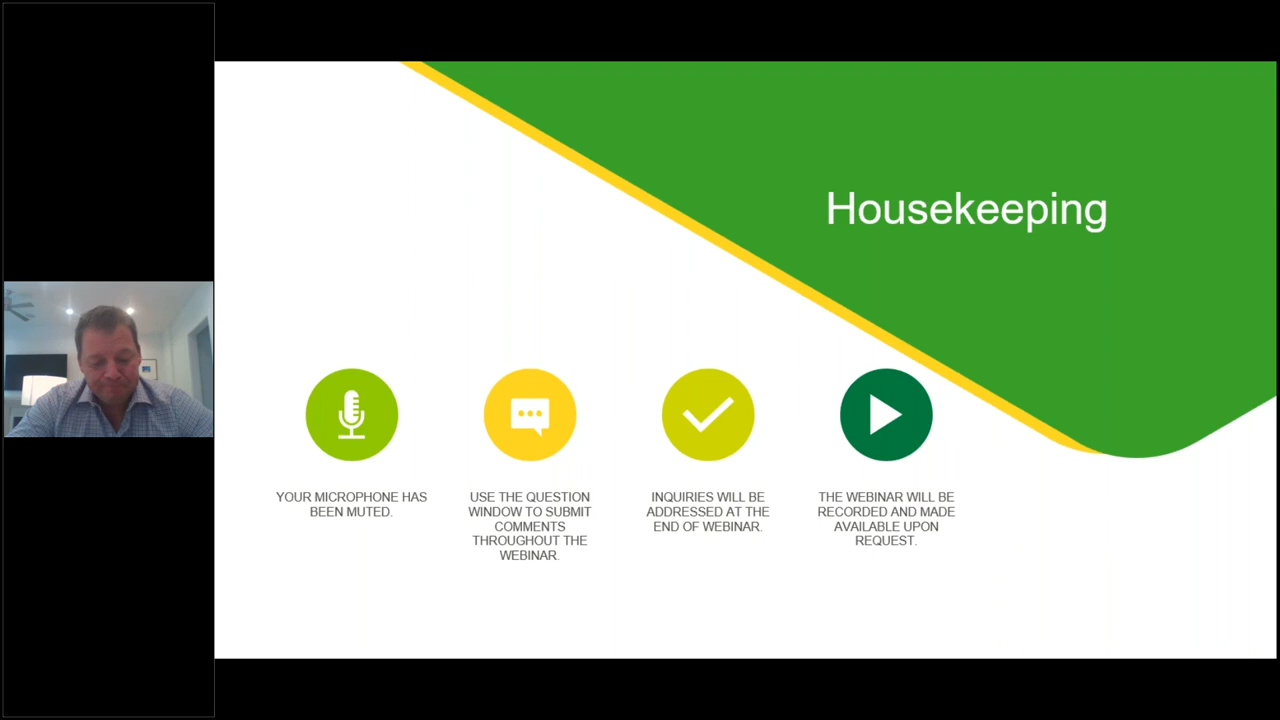 Housekeeping
YOUR MICROPHONE HAS
BEEN MUTED.
USE THE QUESTION
WINDOW TO SUBMIT
COMMENTS
THROUGHOUT THE
WEBINAR.
INQUIRIES WILL BE
ADDRESSED AT THE
END OF WEBINAR.
THE WEBINAR WILL BE
RECORDED AND MADE
AVAILABLE UPON
REQUEST.